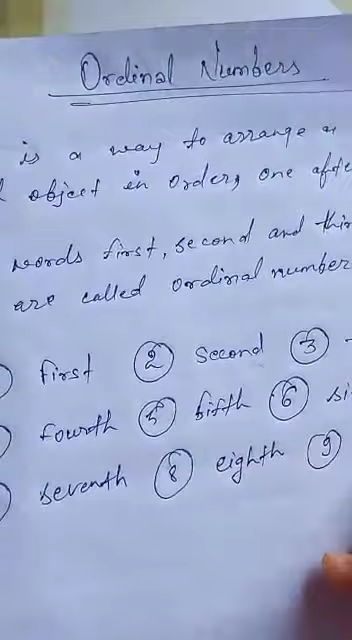 Ordinal Numbers
is a way to arrange a
object in order, one afte
words first, second and thir
are called ordinal number
first ② second ③
fourth ⑤ bifth ⑥ si
seventh ⑧ eighth ⑨